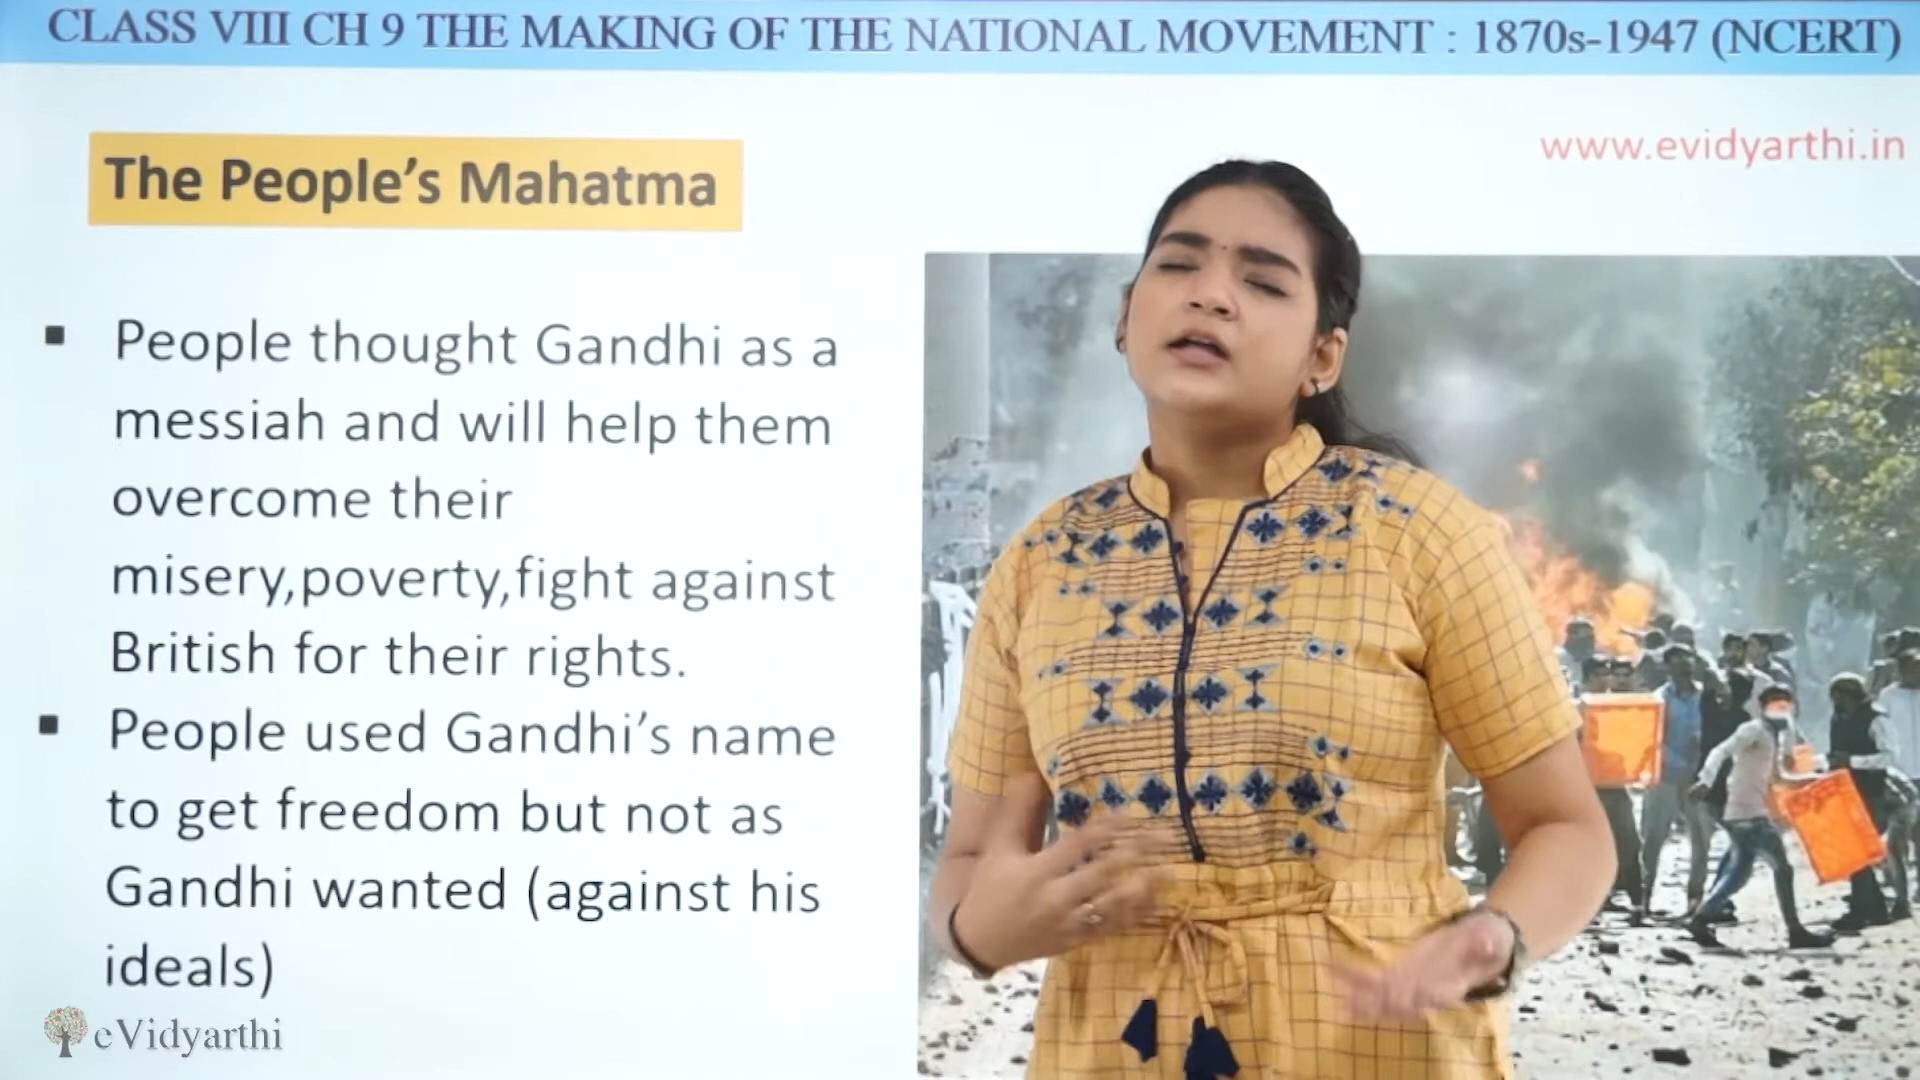 CLASS VIII CH 9 THE MAKING OF THE NATIONAL MOVEMENT : 1870s-1947 (NCERT)
www.evidyarthi.in
The People's Mahatma
▪ People thought Gandhi as a
messiah and will help them
overcome their
misery,poverty,fight against
British for their rights.
▪ People used Gandhi's name
to get freedom but not as
Gandhi wanted (against his
ideals)
eVidyarthi